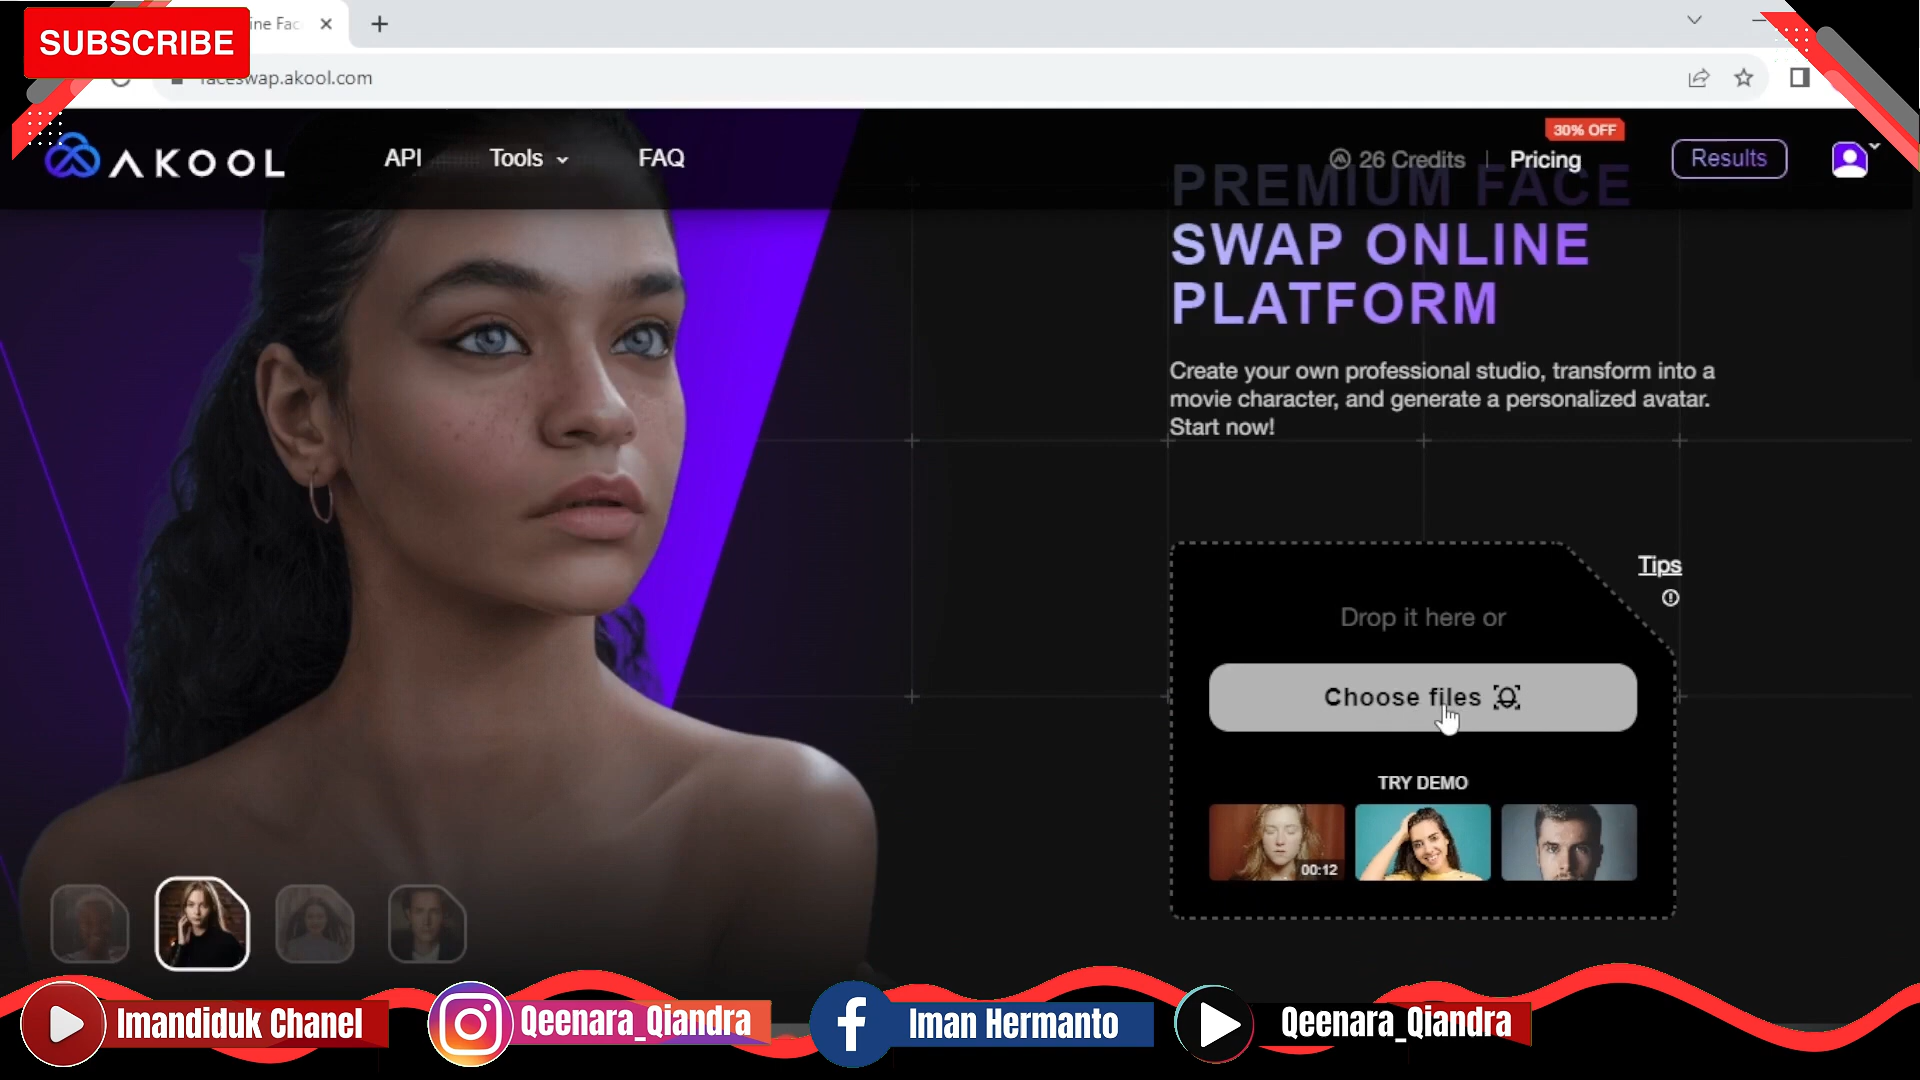 SUBSCRIBE
ine Fac
faceswap.akool.com
AKOOL
API
Tools
FAQ
26 Credits
30% OFF
Pricing
Results
PREMIUM FACE
SWAP ONLINE
PLATFORM
Create your own professional studio, transform into a
movie character, and generate a personalized avatar.
Start now!
Tips
Drop it here or
Choose files
TRY DEMO
00:12
Imandiduk Chanel
Qeenara_Qiandra
Iman Hermanto
Qeenara_Qiandra